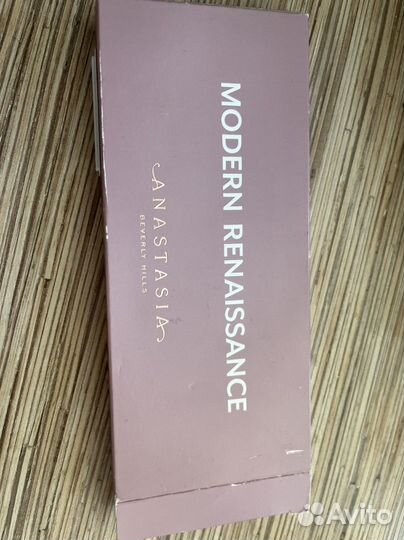 MODERN RENAISSANCE
ANASTASIA
BEVERLY HILLS
Avito